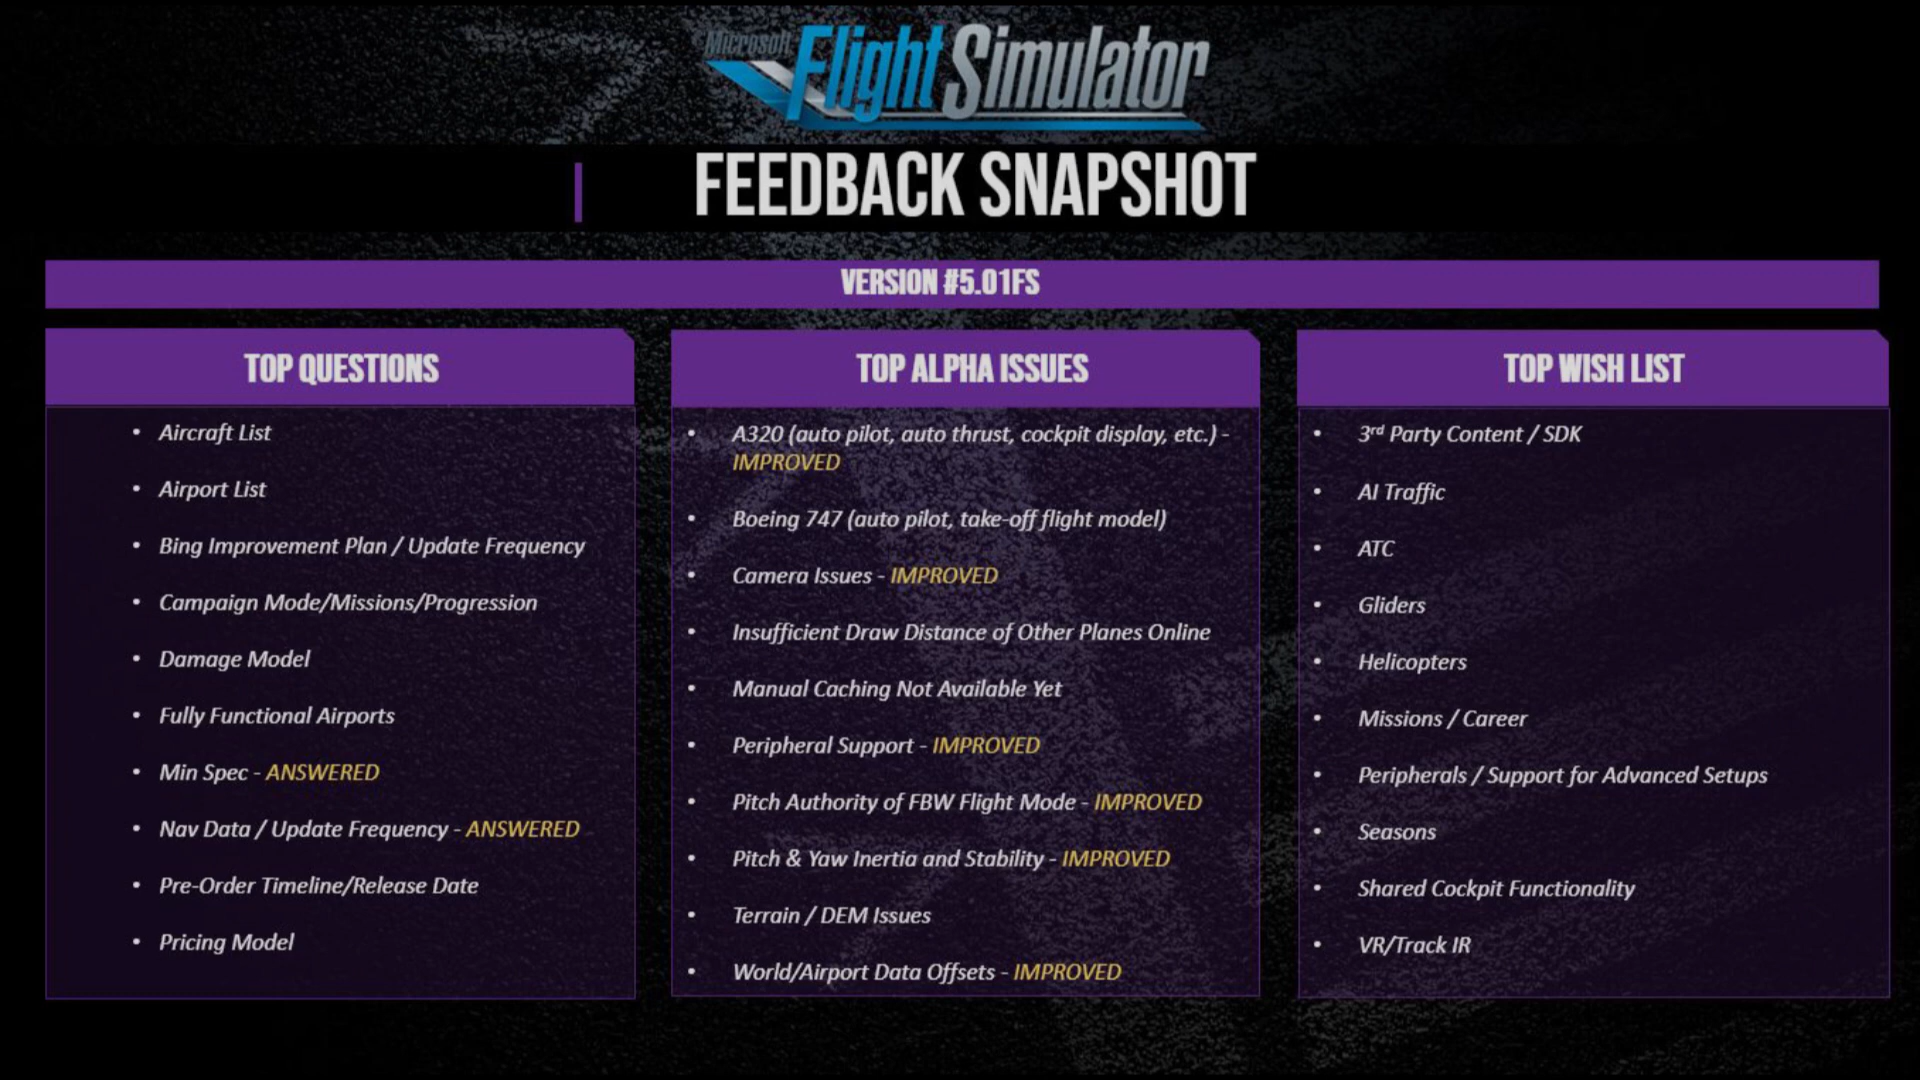 Microsoft Flight Simulator
FEEDBACK SNAPSHOT
VERSION #5.01FS
TOP QUESTIONS
• Aircraft List
• Airport List
• Bing Improvement Plan / Update Frequency
• Campaign Mode/Missions/Progression
• Damage Model
• Fully Functional Airports
• Min Spec - ANSWERED
• Nav Data / Update Frequency - ANSWERED
• Pre-Order Timeline/Release Date
• Pricing Model
TOP ALPHA ISSUES
• A320 (auto pilot, auto thrust, cockpit display, etc.) -
IMPROVED
• Boeing 747 (auto pilot, take-off flight model)
• Camera Issues - IMPROVED
• Insufficient Draw Distance of Other Planes Online
• Manual Caching Not Available Yet
• Peripheral Support - IMPROVED
• Pitch Authority of FBW Flight Mode - IMPROVED
• Pitch & Yaw Inertia and Stability - IMPROVED
• Terrain / DEM Issues
• World/Airport Data Offsets - IMPROVED
TOP WISH LIST
• 3rd Party Content / SDK
• AI Traffic
• ATC
• Gliders
• Helicopters
• Missions / Career
• Peripherals / Support for Advanced Setups
• Seasons
• Shared Cockpit Functionality
• VR/Track IR